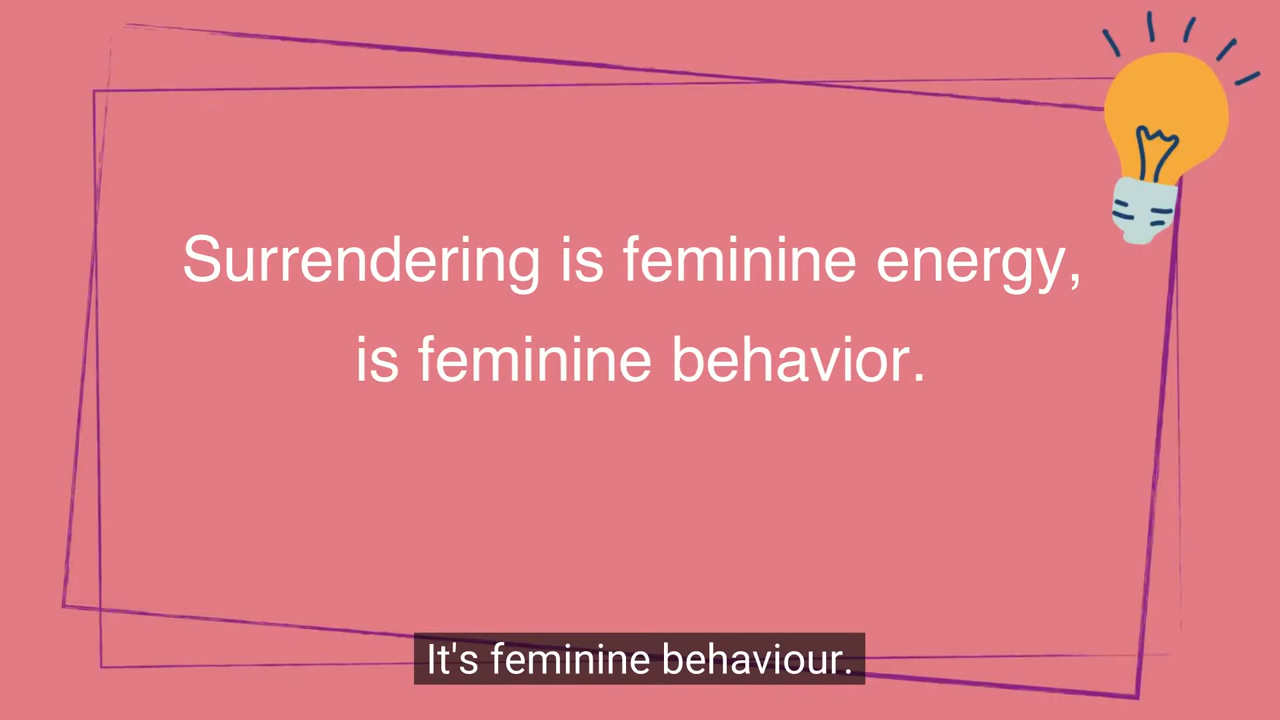 Surrendering is feminine energy,
is feminine behavior.
It's feminine behaviour.